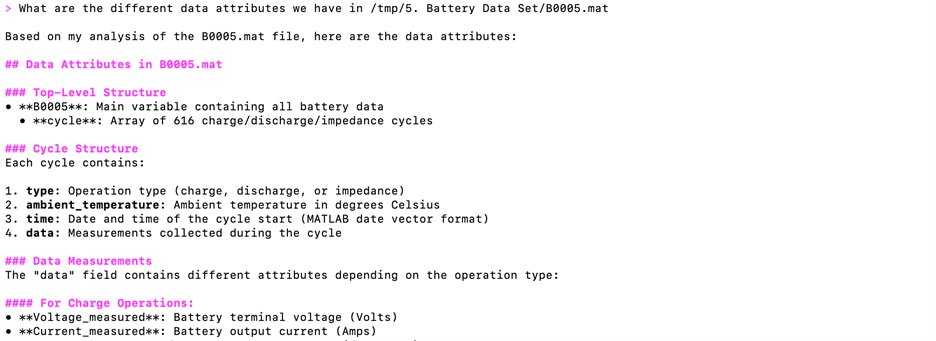 > What are the different data attributes we have in /tmp/5. Battery Data Set/B0005.mat
Based on my analysis of the B0005.mat file, here are the data attributes:
## Data Attributes in B0005.mat
### Top-Level Structure
• **B0005**: Main variable containing all battery data
• **cycle**: Array of 616 charge/discharge/impedance cycles
### Cycle Structure
Each cycle contains:
1. type: Operation type (charge, discharge, or impedance)
2. ambient_temperature: Ambient temperature in degrees Celsius
3. time: Date and time of the cycle start (MATLAB date vector format)
4. data: Measurements collected during the cycle
### Data Measurements
The "data" field contains different attributes depending on the operation type:
#### For Charge Operations:
• **Voltage_measured**: Battery terminal voltage (Volts)
• **Current_measured**: Battery output current (Amps)